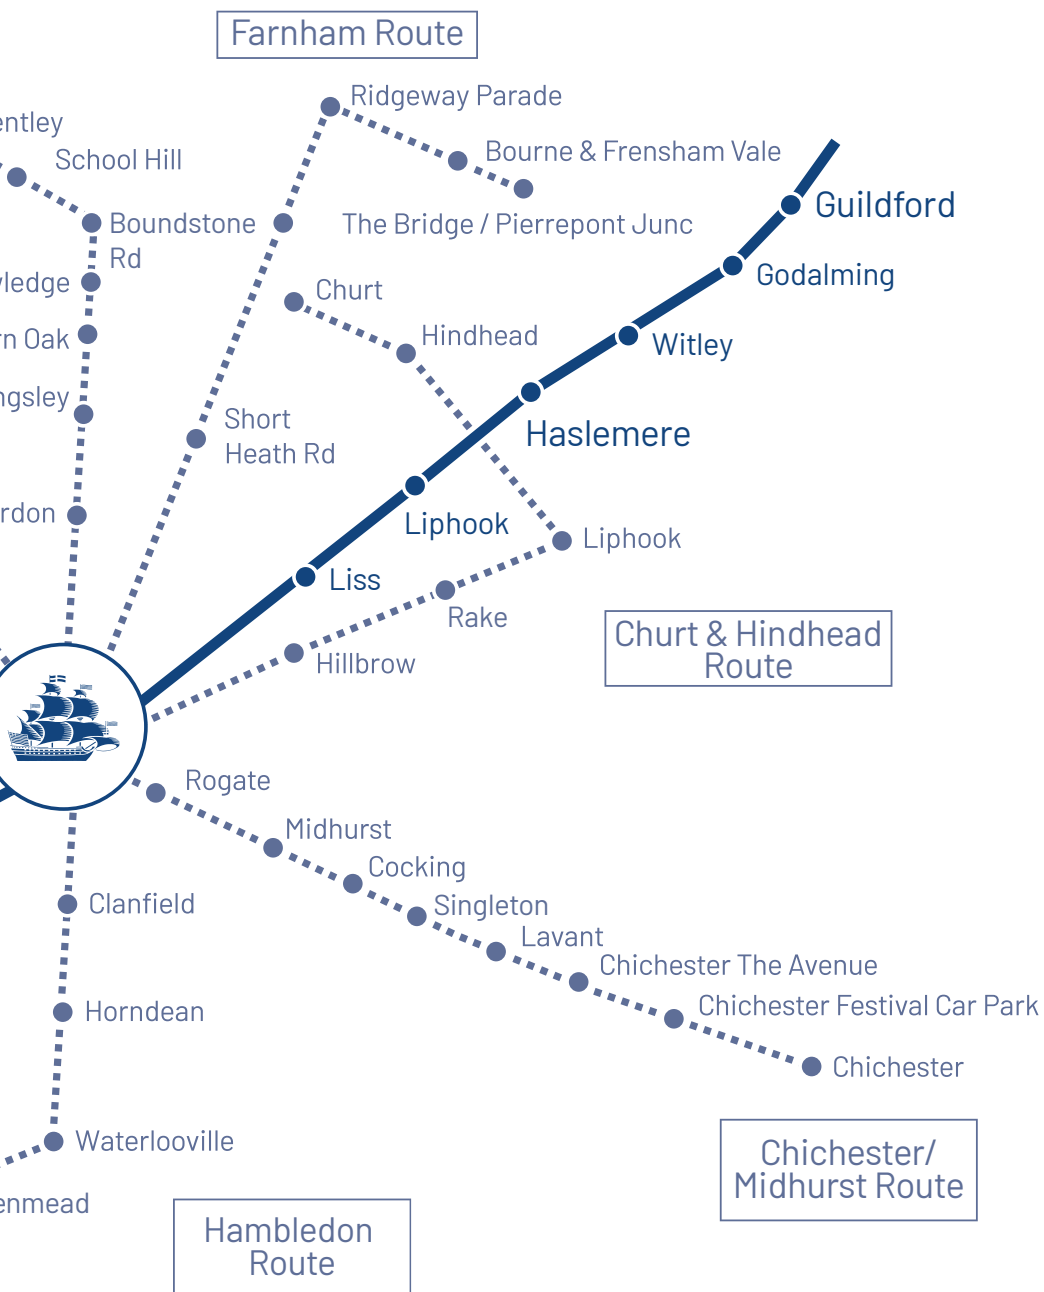 Farnham Route
Ridgeway Parade
entley
School Hill
Bourne & Frensham Vale
Guildford
Boundstone
Rd
The Bridge / Pierrepont Junc
Godalming
ledge
Churt
rn Oak
Hindhead
Witley
ngsley
Short
Heath Rd
Haslemere
rdon
Liphook
Liphook
Liss
Rake
Churt & Hindhead
Route
Hillbrow
Rogate
Midhurst
Cocking
Clanfield
Singleton
Lavant
Chichester The Avenue
Chichester Festival Car Park
Horndean
Chichester
Waterlooville
Chichester/
Midhurst Route
enmead
Hambledon
Route